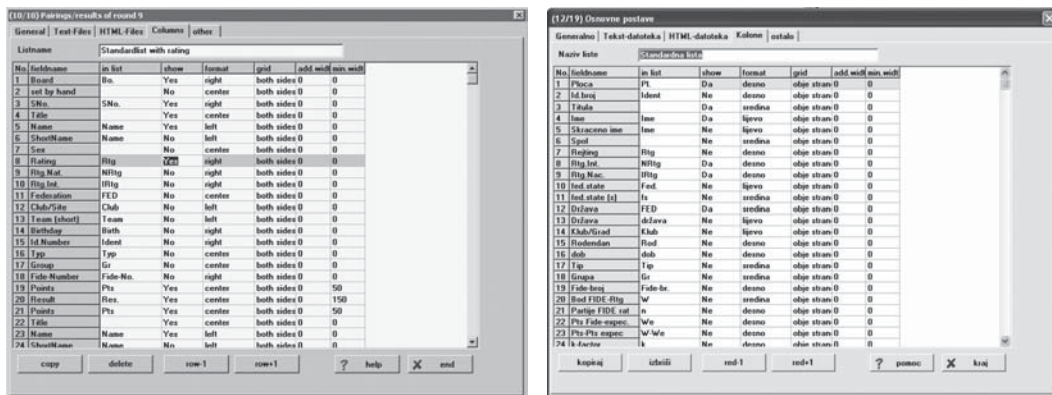 (10/10) Pairings/results of round 9
General Text-Files HTML-Files Columns other
Listname Standardlist with rating
No. fieldname in list show format grid add.widt min.widt
1 Board Bo. Yes right both sides 0 0
2 set by hand No center both sides 0 0
3 SNo. SNo. Yes right both sides 0 0
4 Title Yes center both sides 0 0
5 Name Name Yes left both sides 0 0
6 ShortName Name No left both sides 0 0
7 Sex No center both sides 0 0
8 Rating Rtg Yes right both sides 0 0
9 Rtg.Nat. NRtg No right both sides 0 0
10 Rtg.Int. IRtg No right both sides 0 0
11 Federation FED No center both sides 0 0
12 Club/Site Club No left both sides 0 0
13 Team (short) Team No left both sides 0 0
14 Birthday Birth No right both sides 0 0
15 Id.Number Ident No right both sides 0 0
16 Typ Typ No center both sides 0 0
17 Group Gr No center both sides 0 0
18 Fide-Number Fide-No. No right both sides 0 0
19 Points Pts Yes center both sides 0 50
20 Result Res. Yes center both sides 0 150
21 Points Pts Yes center both sides 0 50
22 Title Yes center both sides 0 0
23 Name Name Yes left both sides 0 0
24 ShortName Name No left both sides 0 0
copy delete row-1 row+1 ? help X end
(12/19) Osnovne postave
Generalno Tekst-datoteka HTML-datoteka Kolone ostalo
Naziv liste Standardna lista
No. fieldname in list show format grid add.widt min.widt
1 Ploca Pl. Da desno obje stran 0 0
2 Id.broj Ident Ne desno obje stran 0 0
3 Titula Da sredina obje stran 0 0
4 Ime Ime Da lijevo obje stran 0 0
5 Skraceno ime Ime Ne lijevo obje stran 0 0
6 Spol Ne sredina obje stran 0 0
7 Rejting Rtg Ne desno obje stran 0 0
8 Rtg.Int. NRtg Da desno obje stran 0 0
9 Rtg.Nac. IRtg Da desno obje stran 0 0
10 fed.state Fed. Ne lijevo obje stran 0 0
11 fed.state (s) fs Ne sredina obje stran 0 0
12 Država FED Da sredina obje stran 0 0
13 Država država Ne lijevo obje stran 0 0
14 Klub/Grad Klub Ne lijevo obje stran 0 0
15 Rodendan Rod Ne desno obje stran 0 0
16 dob dob Ne desno obje stran 0 0
17 Tip Tip Ne sredina obje stran 0 0
18 Grupa Gr Ne sredina obje stran 0 0
19 Fide-broj Fide-br. Ne desno obje stran 0 0
20 Bod FIDE-Rtg W Ne sredina obje stran 0 0
21 Partije FIDE rat n Ne desno obje stran 0 0
22 Pts Fide-expec. We Ne desno obje stran 0 0
23 Pts-Pts expec W-We Ne desno obje stran 0 0
24 k-factor k Ne desno obje stran 0 0
kopiraj izbriši red-1 red+1 ? pomoc X kraj